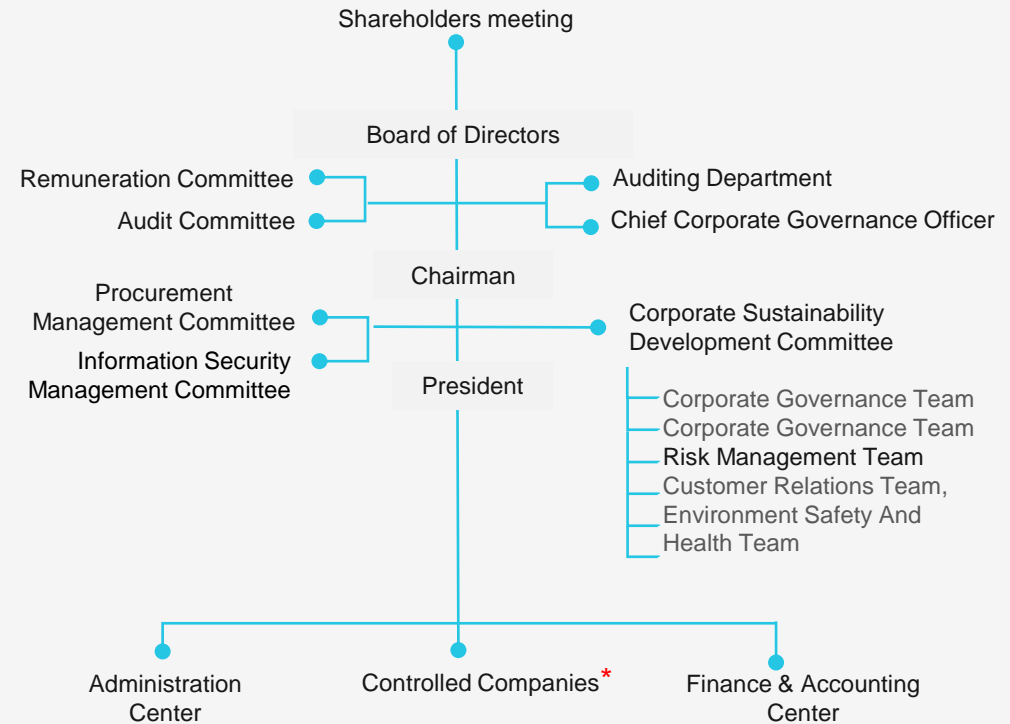 Shareholders meeting
Board of Directors
Remuneration Committee
Audit Committee
Auditing Department
Chief Corporate Governance Officer
Chairman
Procurement
Management Committee
Information Security
Management Committee
Corporate Sustainability
Development Committee
President
Corporate Governance Team
Corporate Governance Team
Risk Management Team
Customer Relations Team,
Environment Safety And
Health Team
Administration
Center
Controlled Companies*
Finance & Accounting
Center